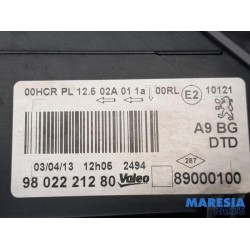 00HCR PL 12.6 02A 01 1a 00RL E2 10121
A9 BG
DTD
287
03/04/13 12h05 2494
98 022 212 80 Valeo 89000100
MARESIA